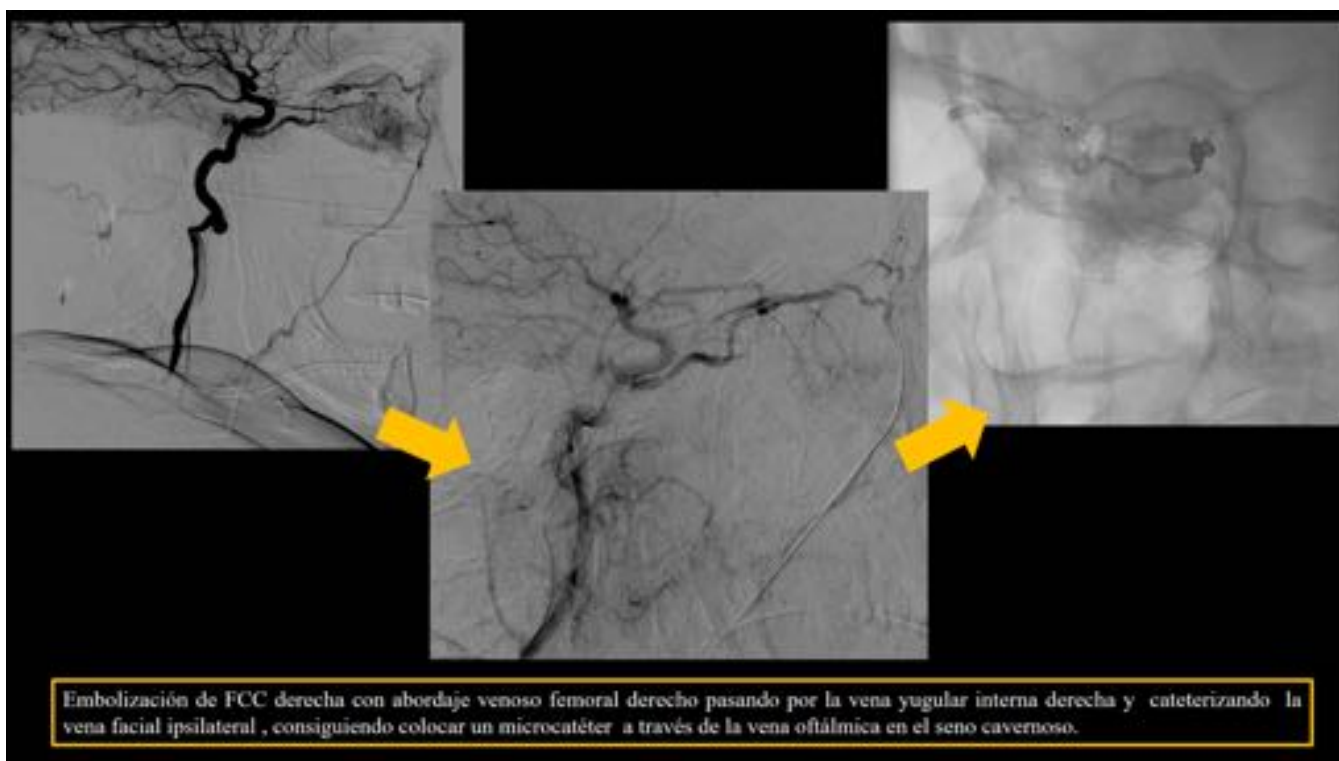 Embolización de FCC derecha con abordaje venoso femoral derecho pasando por la vena yugular interna derecha y cateterizando la
vena facial ipsilateral , consiguiendo colocar un microcatéter a través de la vena oftálmica en el seno cavernoso.